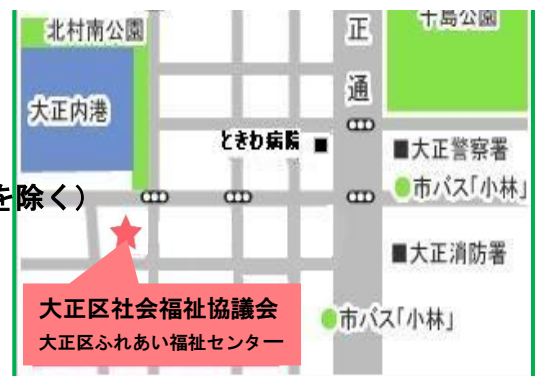 北村南公園
正
千島公園
通
大正内港
ときわ病院 ■
■大正警察署
を除く）
●市バス「小林」
■大正消防署
大正区社会福祉協議会
大正区ふれあい福祉センター
●市バス「小林」